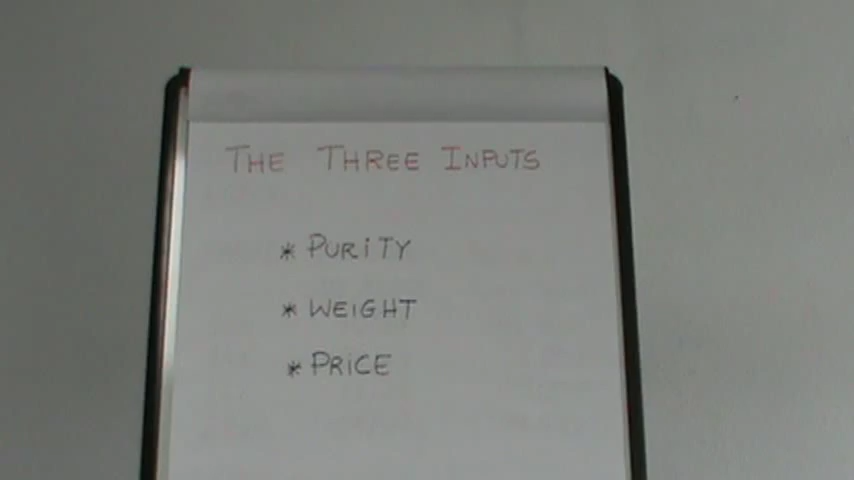 THE THREE INPUTS
* PURITY
* WEIGHT
* PRICE